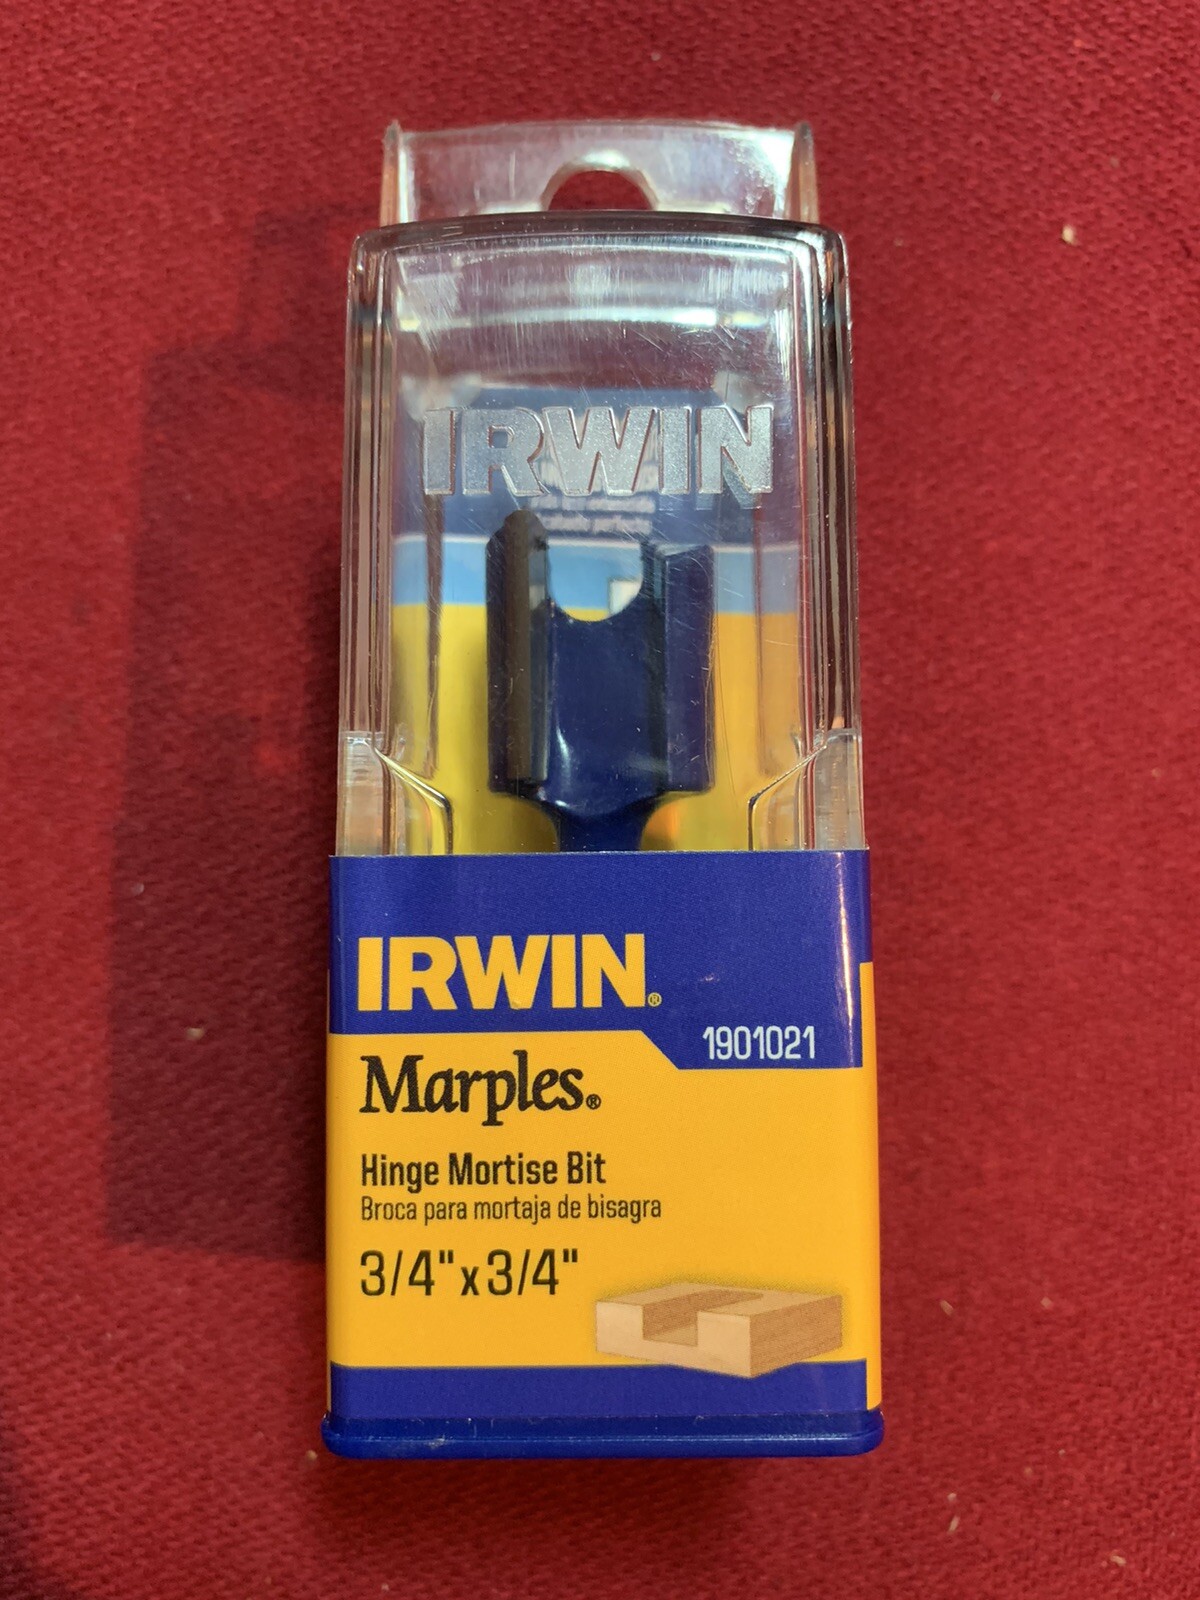 IRWIN
IRWIN®
1901021
Marples®
Hinge Mortise Bit
Broca para mortaja de bisagra
3/4" x 3/4"